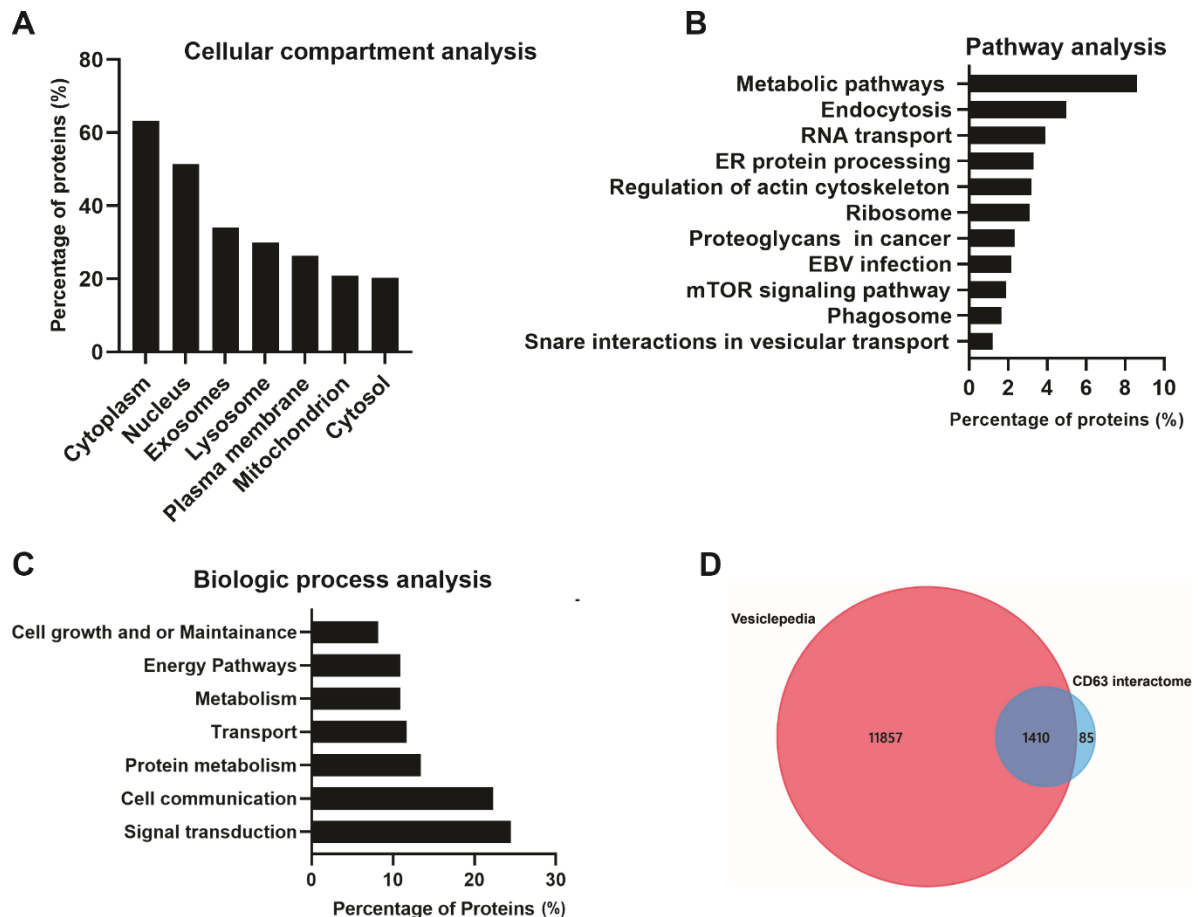 A
Cellular compartment analysis
Percentage of proteins (%)
80
60
40
20
0
Cytoplasm
Nucleus
Exosomes
Lysosome
Plasma membrane
Mitochondrion
Cytosol
B
Pathway analysis
Metabolic pathways
Endocytosis
RNA transport
ER protein processing
Regulation of actin cytoskeleton
Ribosome
Proteoglycans in cancer
EBV infection
mTOR signaling pathway
Phagosome
Snare interactions in vesicular transport
0 2 4 6 8 10
Percentage of proteins (%)
C
Biologic process analysis
-
Cell growth and or Maintainance
Energy Pathways
Metabolism
Transport
Protein metabolism
Cell communication
Signal transduction
0 10 20 30
Percentage of Proteins (%)
D
Vesiclepedia
CD63 interactome
11857 1410 85